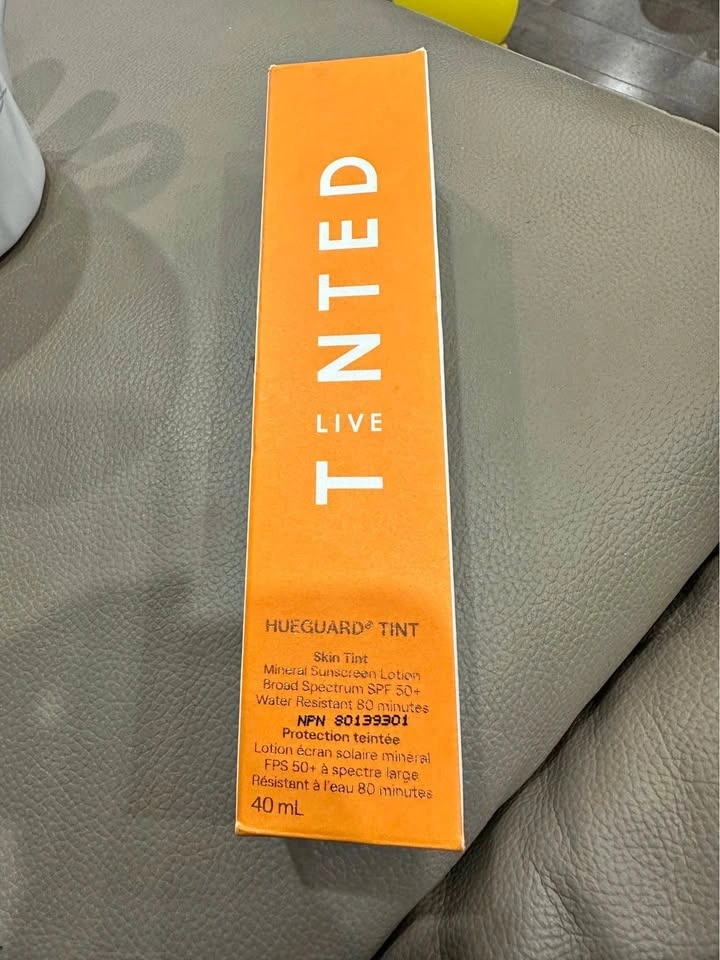 T LIVE NTED
HUEGUARD® TINT
Skin Tint
Mineral Sunscreen Lotion
Broad Spectrum SPF 50+
Water Resistant 80 minutes
NPN 80139301
Protection teintée
Lotion écran solaire minéral
FPS 50+ à spectre large
Résistant à l'eau 80 minutes
40 mL